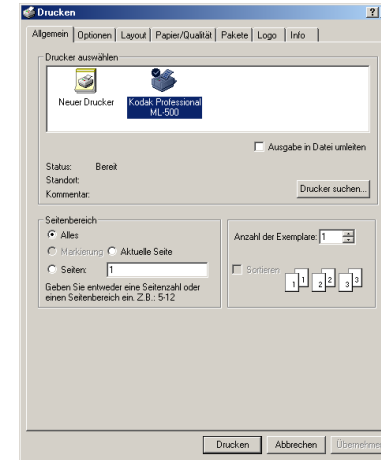 Drucken
Allgemein Optionen Layout Papier/Qualität Pakete Logo Info
Drucker auswählen
Neuer Drucker Kodak Professional ML-500
Ausgabe in Datei umleiten
Status: Bereit
Standort:
Kommentar:
Drucker suchen...
Seitenbereich
Alles
Markierung Aktuelle Seite
Seiten: 1
Geben Sie entweder eine Seitenzahl oder
einen Seitenbereich ein. Z.B.: 5-12
Anzahl der Exemplare: 1
Sortieren
1 1 2 2 3 3
Drucken Abbrechen Übernehme